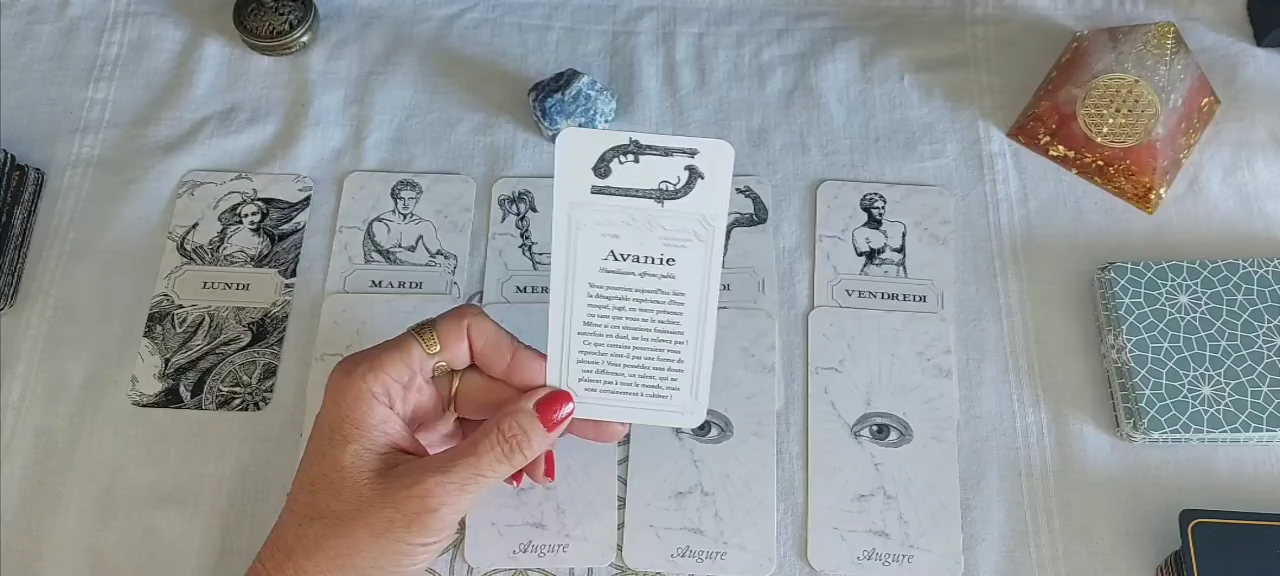 LUNDI
MARDI
MER
DI
VENDREDI
Avanie
Humiliation, affront public
Vous pourriez aujourd'hui faire
la désagréable expérience d'être
moqué, jugé, en votre présence
ou sans que vous ne le sachiez.
Même si ces situations finissaient
autrefois en duel, ne les relevez pas !
Ce que certains pourraient vous
reprocher n'est-il pas une forme de
jalousie ? Vous possédez sans doute
une différence, un talent, qui ne
plaisent pas à tout le monde, mais
sont certainement à cultiver !
Augure
Augure
Augure